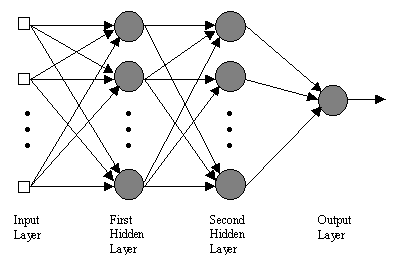 Input
Layer
First
Hidden
Layer
Second
Hidden
Layer
Output
Layer